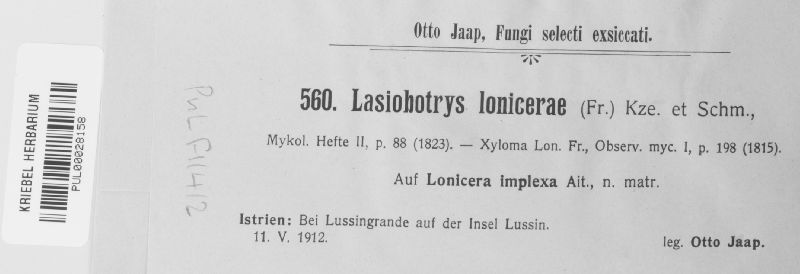 Otto Jaap, Fungi selecti exsiccati.
560. Lasiobotrys lonicerae (Fr.) Kze. et Schm.,
Mykol. Hefte II, p. 88 (1823). — Xyloma Lon. Fr., Observ. myc. I, p. 198 (1815).
Auf Lonicera implexa Ait., n. matr.
Istrien: Bei Lussingrande auf der Insel Lussin.
11. V. 1912.
leg. Otto Jaap.
KRIEBEL HERBARIUM
PUL00028158
PUL F11412